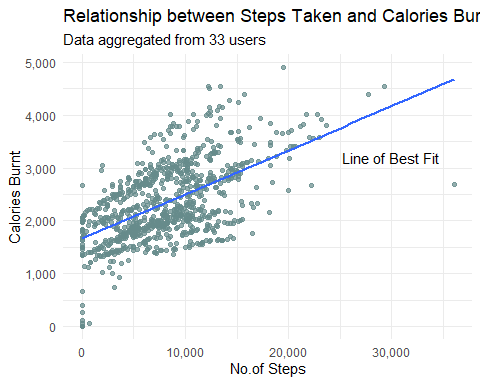 Relationship between Steps Taken and Calories Bur
Data aggregated from 33 users
5,000
4,000
3,000
2,000
1,000
0
Calories Burnt
Line of Best Fit
0
10,000
20,000
30,000
No.of Steps